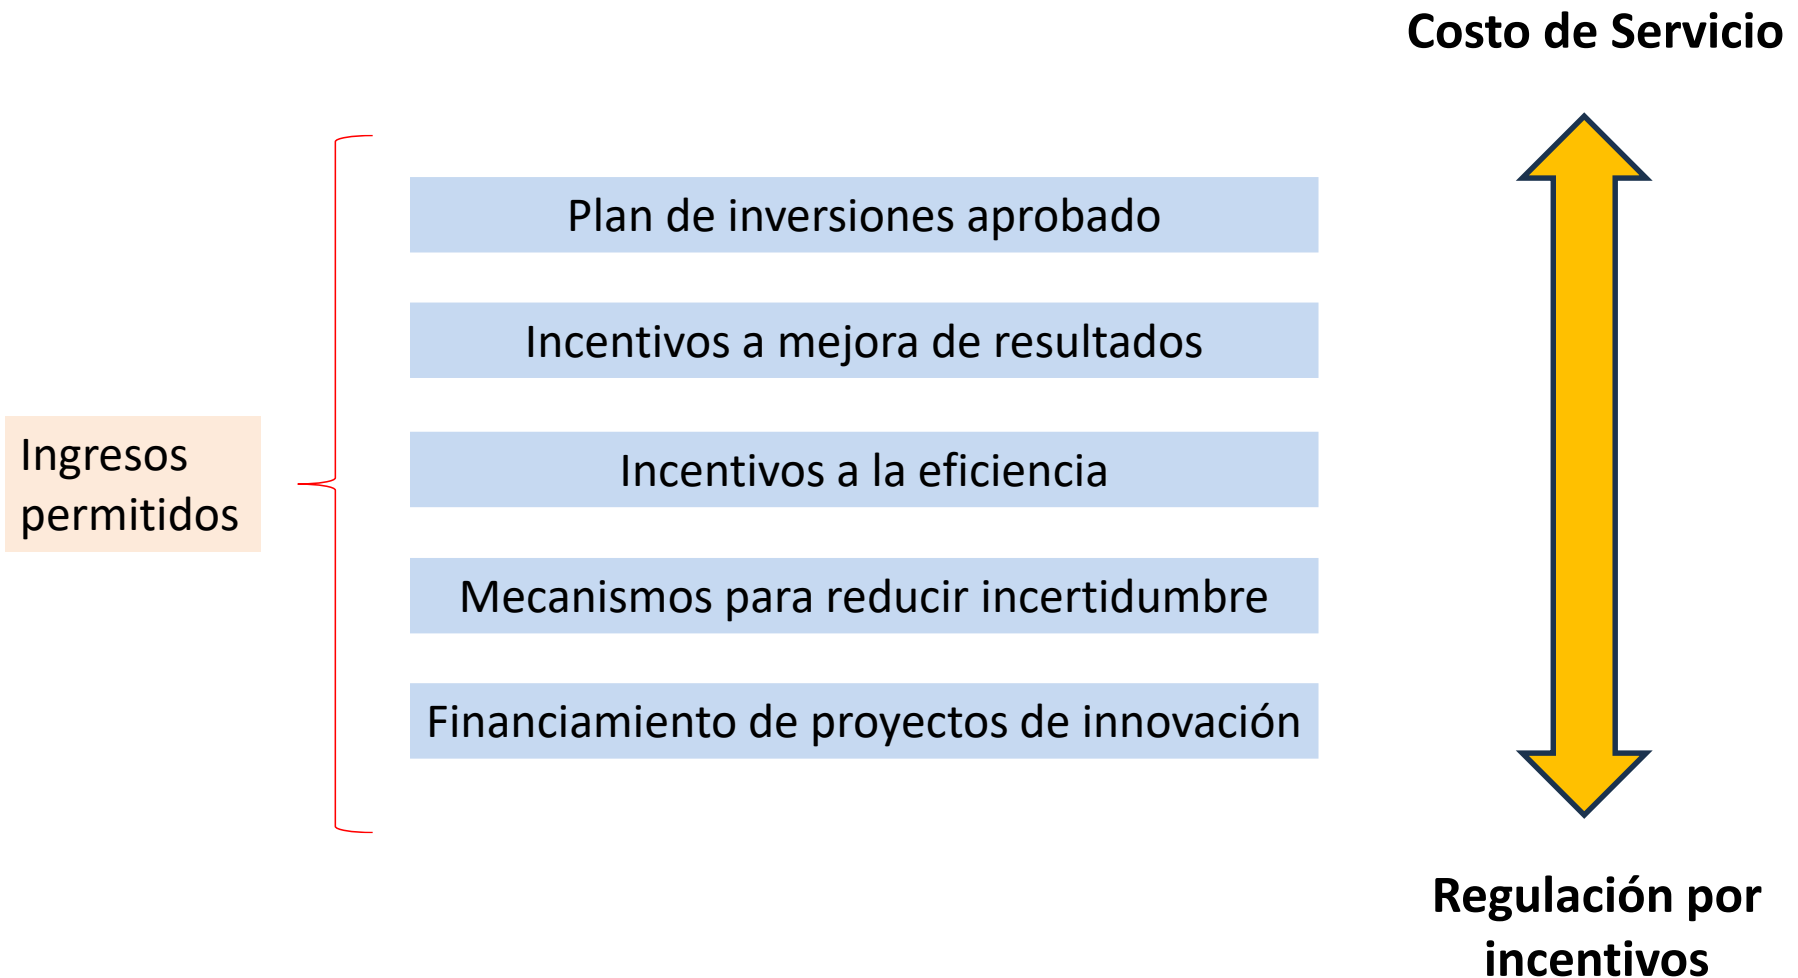 Costo de Servicio
Plan de inversiones aprobado
Incentivos a mejora de resultados
Ingresos
permitidos
Incentivos a la eficiencia
Mecanismos para reducir incertidumbre
Financiamiento de proyectos de innovación
Regulación por
incentivos